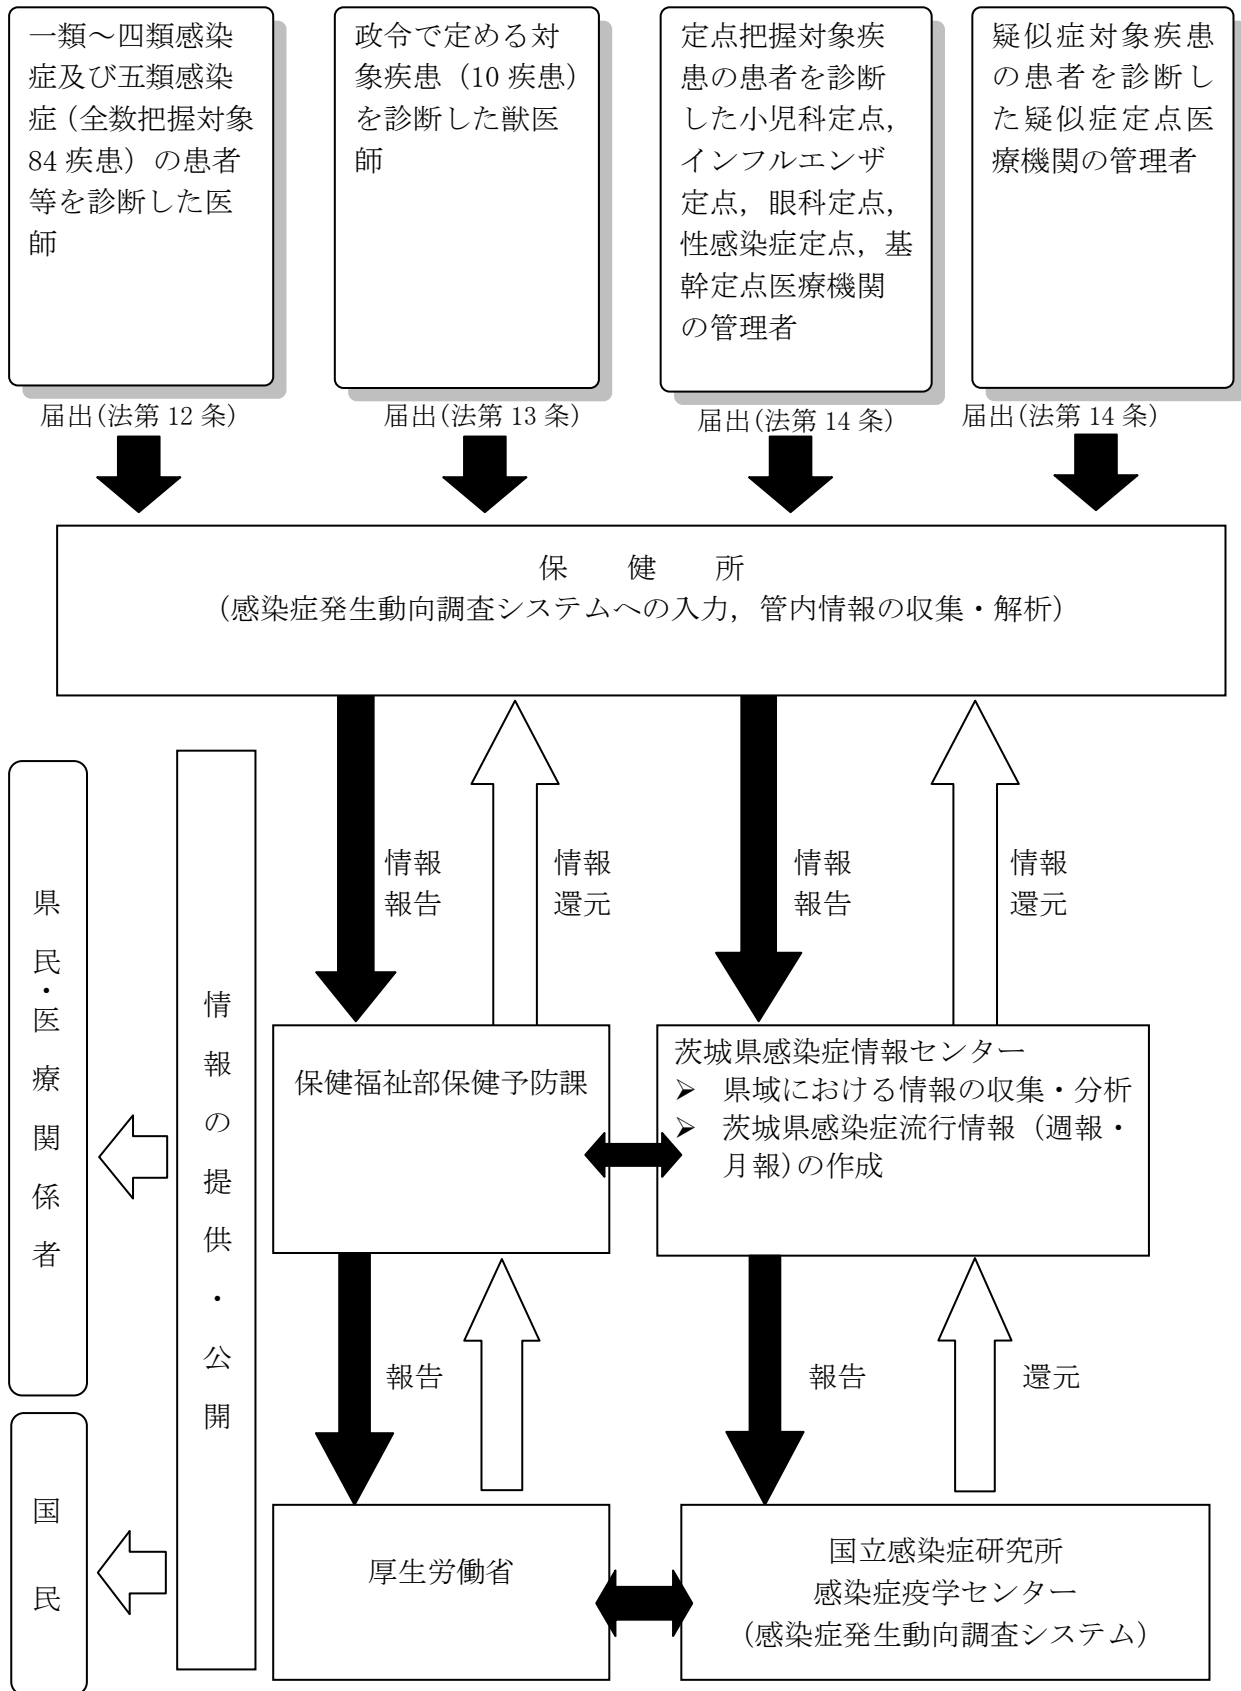 一類～四類感染
症及び五類感染
症（全数把握対象
84 疾患）の患者
等を診断した医
師
政令で定める対
象疾患（10 疾患）
を診断した獣医
師
定点把握対象疾
患の患者を診断
した小児科定点，
インフルエンザ
定点，眼科定点，
性感染症定点，基
幹定点医療機関
の管理者
疑似症対象疾患
の患者を診断し
た疑似症定点医
療機関の管理者
届出(法第 12 条)
届出(法第 13 条)
届出(法第 14 条)
届出(法第 14 条)
保　健　所
（感染症発生動向調査システムへの入力，管内情報の収集・解析）
情報
報告
情報
還元
情報
報告
情報
還元
県民・医療関係者
情報の提供・公開
保健福祉部保健予防課
茨城県感染症情報センター
➢ 県域における情報の収集・分析
➢ 茨城県感染症流行情報（週報・
月報)の作成
報告
報告
還元
国民
厚生労働省
国立感染症研究所
感染症疫学センター
（感染症発生動向調査システム）